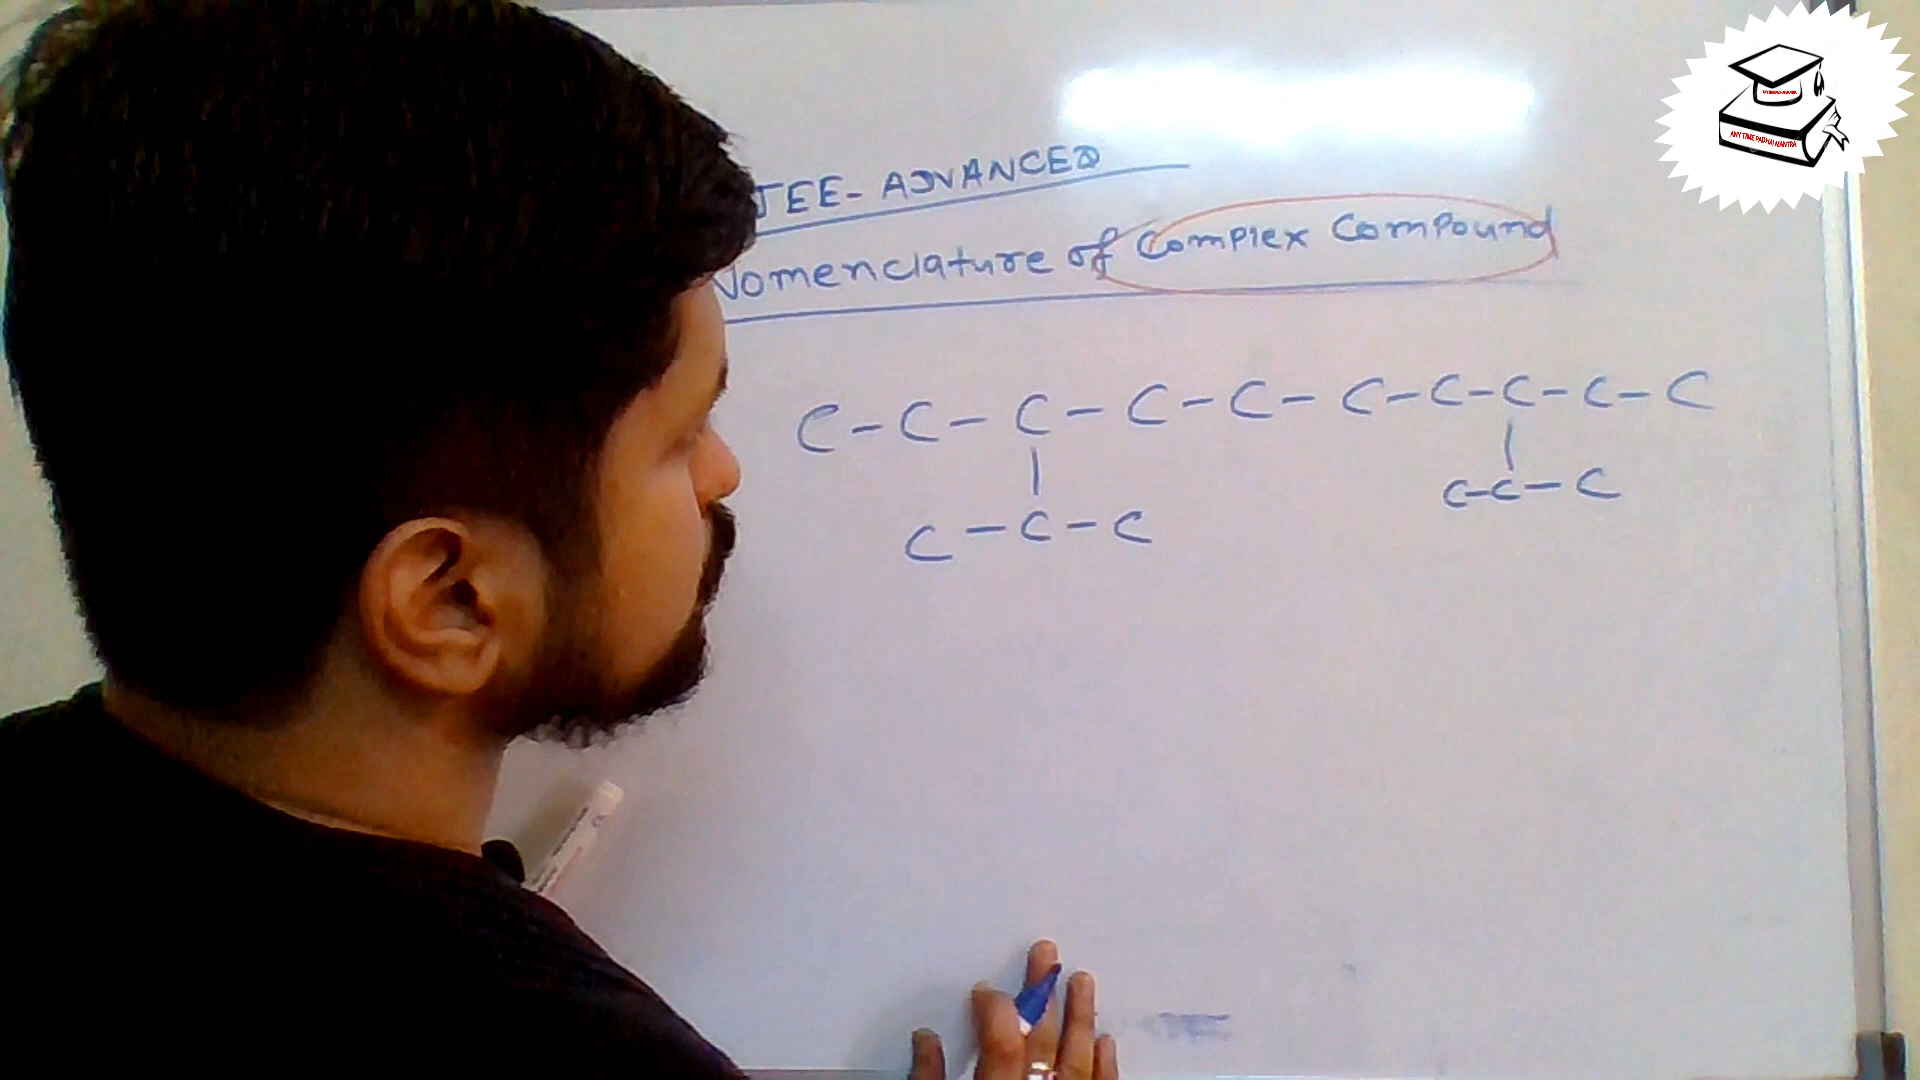 JEE- ADVANCED
Nomenclature of Complex Compound
C-C-C-C-C-C-C-C-C-C
C-C-C
C-C-C
ANY TIME PADHAI MANTRA